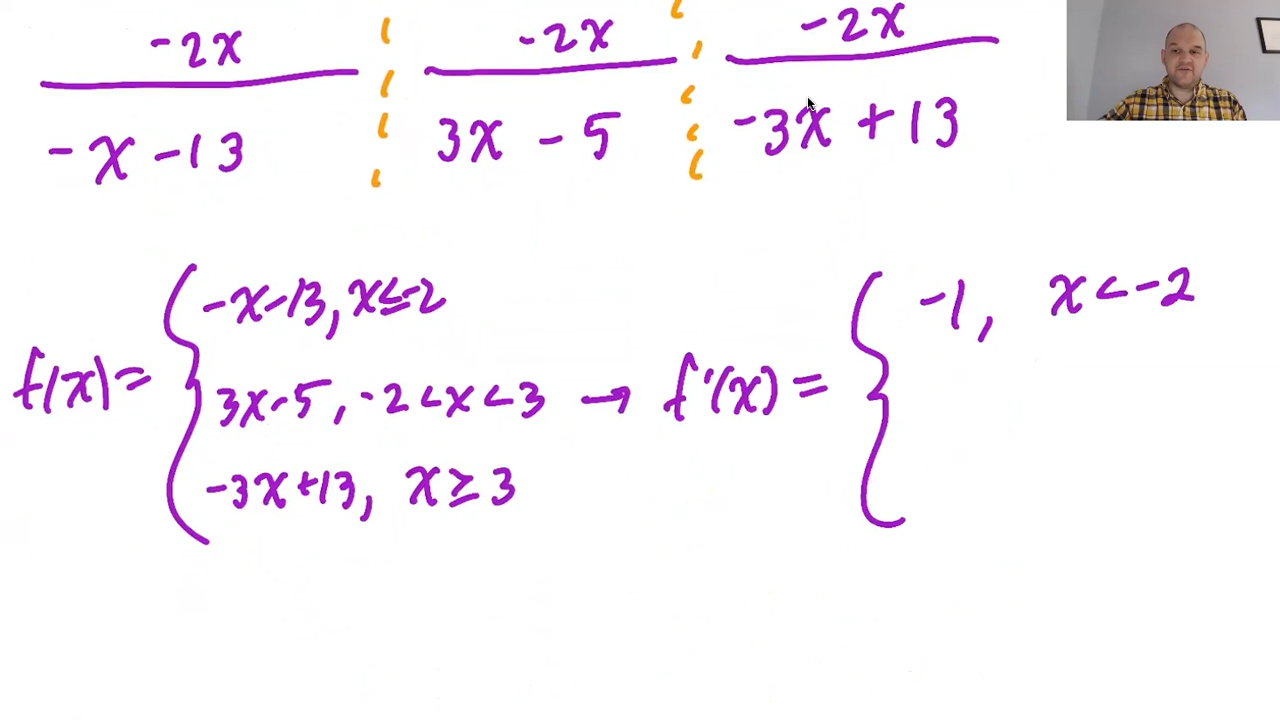 -2x -2x -2x
-x -13 3x - 5 -3x + 13
-x-13, x≤-2
-1, x < -2
f(x)= 3x-5, -2<x<3 → f'(x) =
-3x+13, x ≥ 3